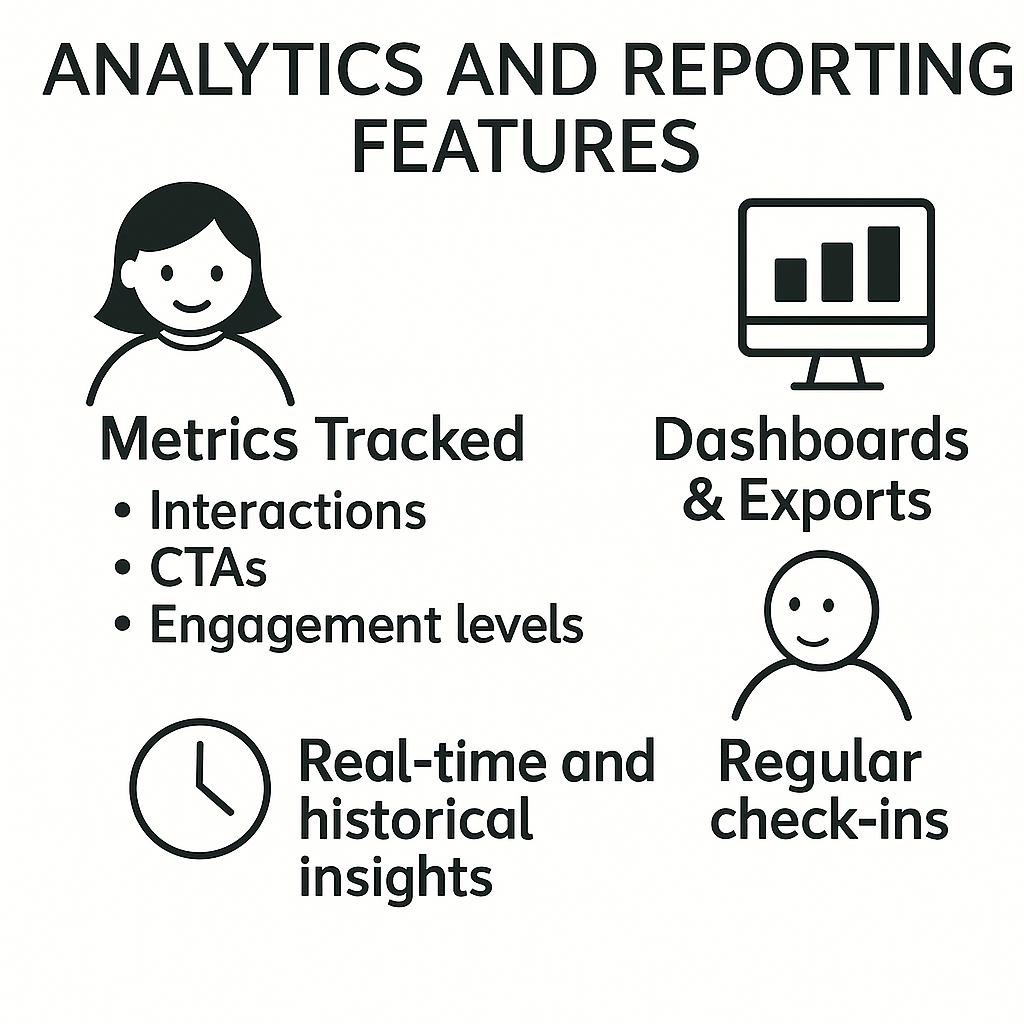 ANALYTICS AND REPORTING
FEATURES
Metrics Tracked
• Interactions
• CTAs
• Engagement levels
Dashboards
& Exports
Real-time and
historical
insights
Regular
check-ins